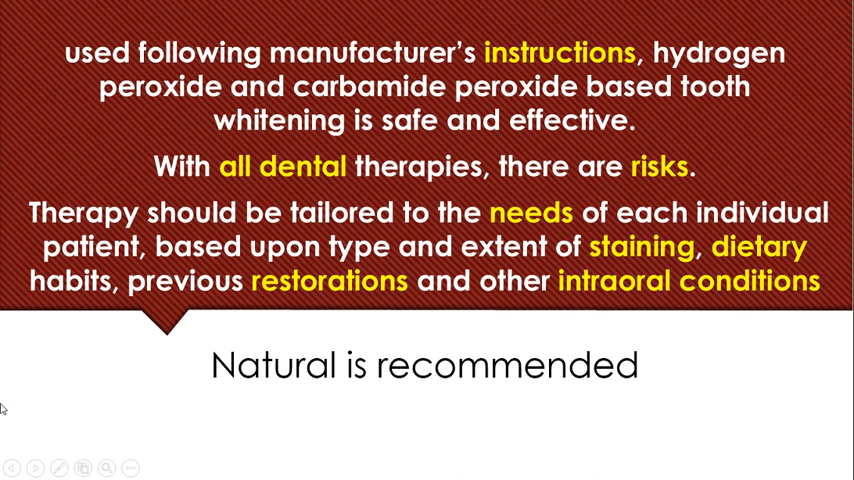 used following manufacturer’s instructions, hydrogen
peroxide and carbamide peroxide based tooth
whitening is safe and effective.
With all dental therapies, there are risks.
Therapy should be tailored to the needs of each individual
patient, based upon type and extent of staining, dietary
habits, previous restorations and other intraoral conditions
Natural is recommended